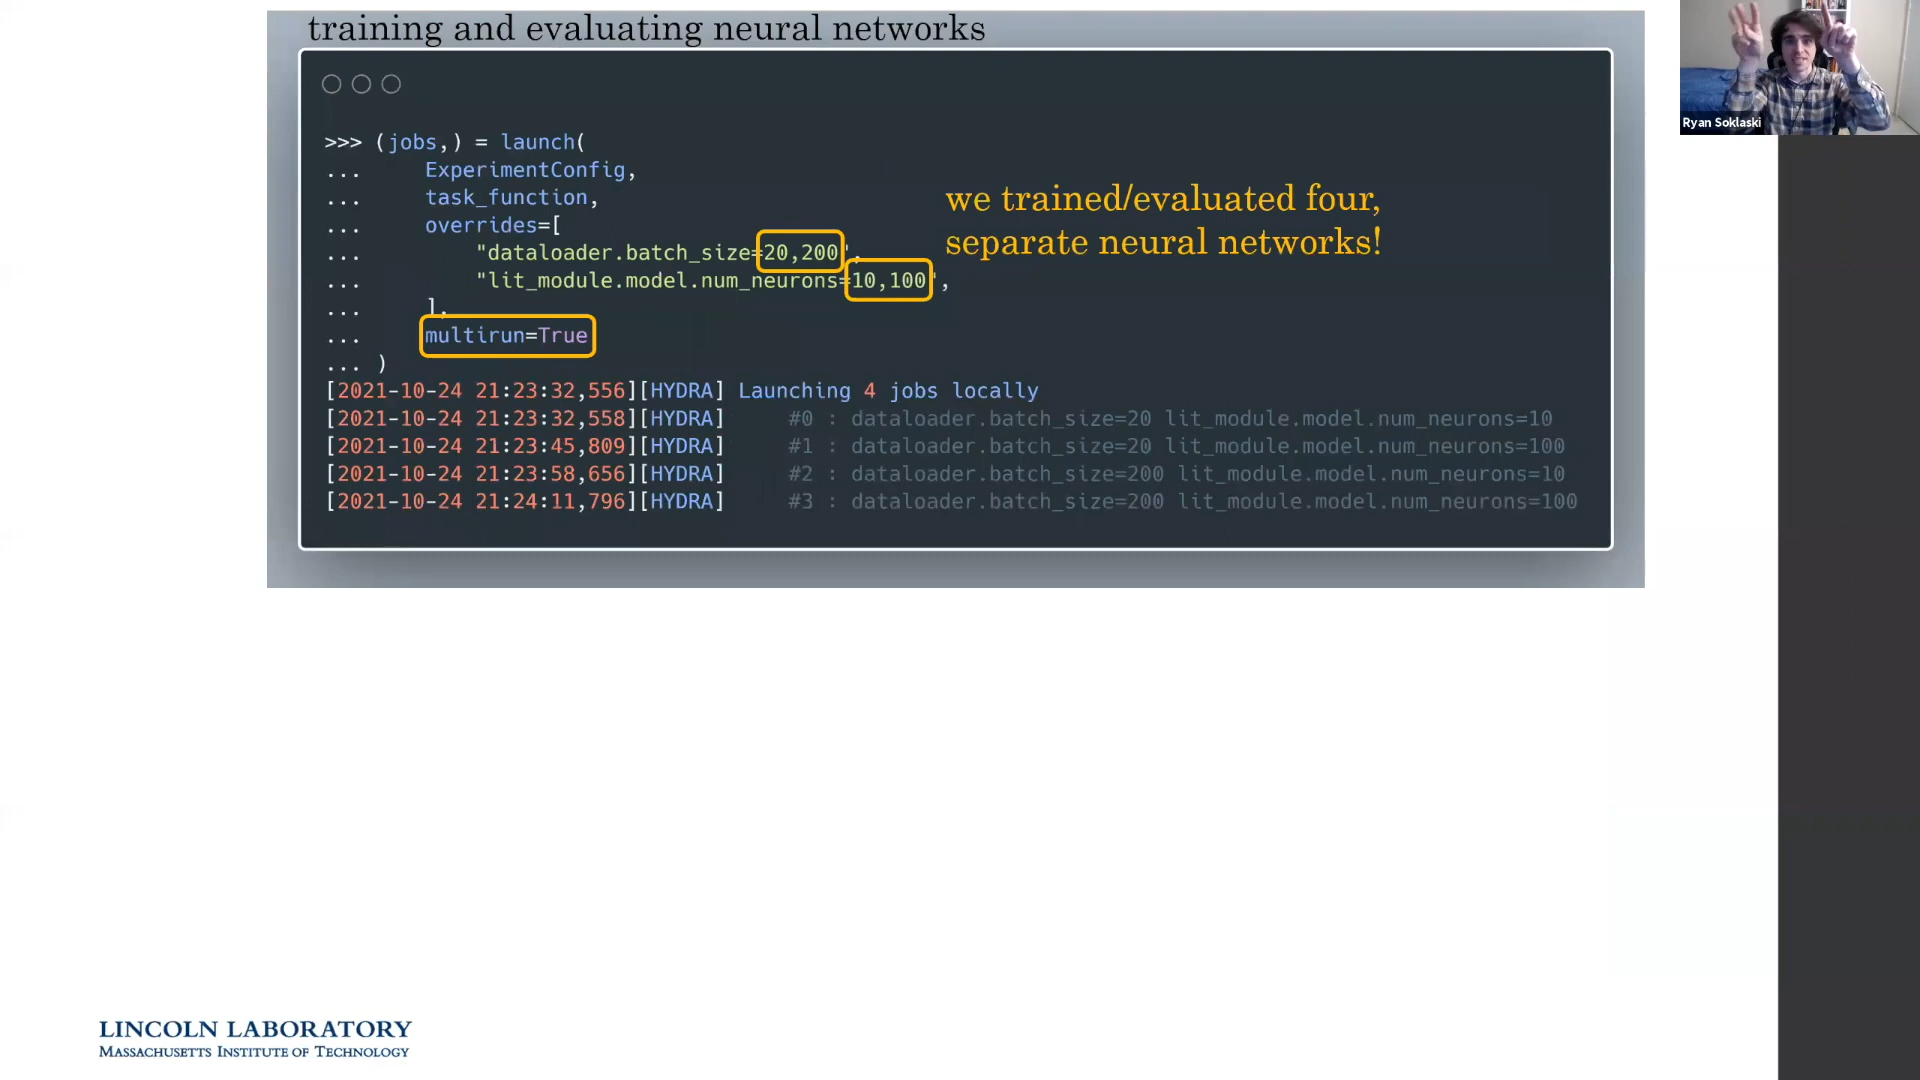 training and evaluating neural networks
>>> (jobs,) = launch(
... ExperimentConfig,
... task_function,
... overrides=[
... "dataloader.batch_size=20,200",
... "lit_module.model.num_neurons=10,100",
... ],
... multirun=True
... )
we trained/evaluated four,
separate neural networks!
[2021-10-24 21:23:32,556][HYDRA] Launching 4 jobs locally
[2021-10-24 21:23:32,558][HYDRA] #0 : dataloader.batch_size=20 lit_module.model.num_neurons=10
[2021-10-24 21:23:45,809][HYDRA] #1 : dataloader.batch_size=20 lit_module.model.num_neurons=100
[2021-10-24 21:23:58,656][HYDRA] #2 : dataloader.batch_size=200 lit_module.model.num_neurons=10
[2021-10-24 21:24:11,796][HYDRA] #3 : dataloader.batch_size=200 lit_module.model.num_neurons=100
Ryan Soklaski
LINCOLN LABORATORY
MASSACHUSETTS INSTITUTE OF TECHNOLOGY